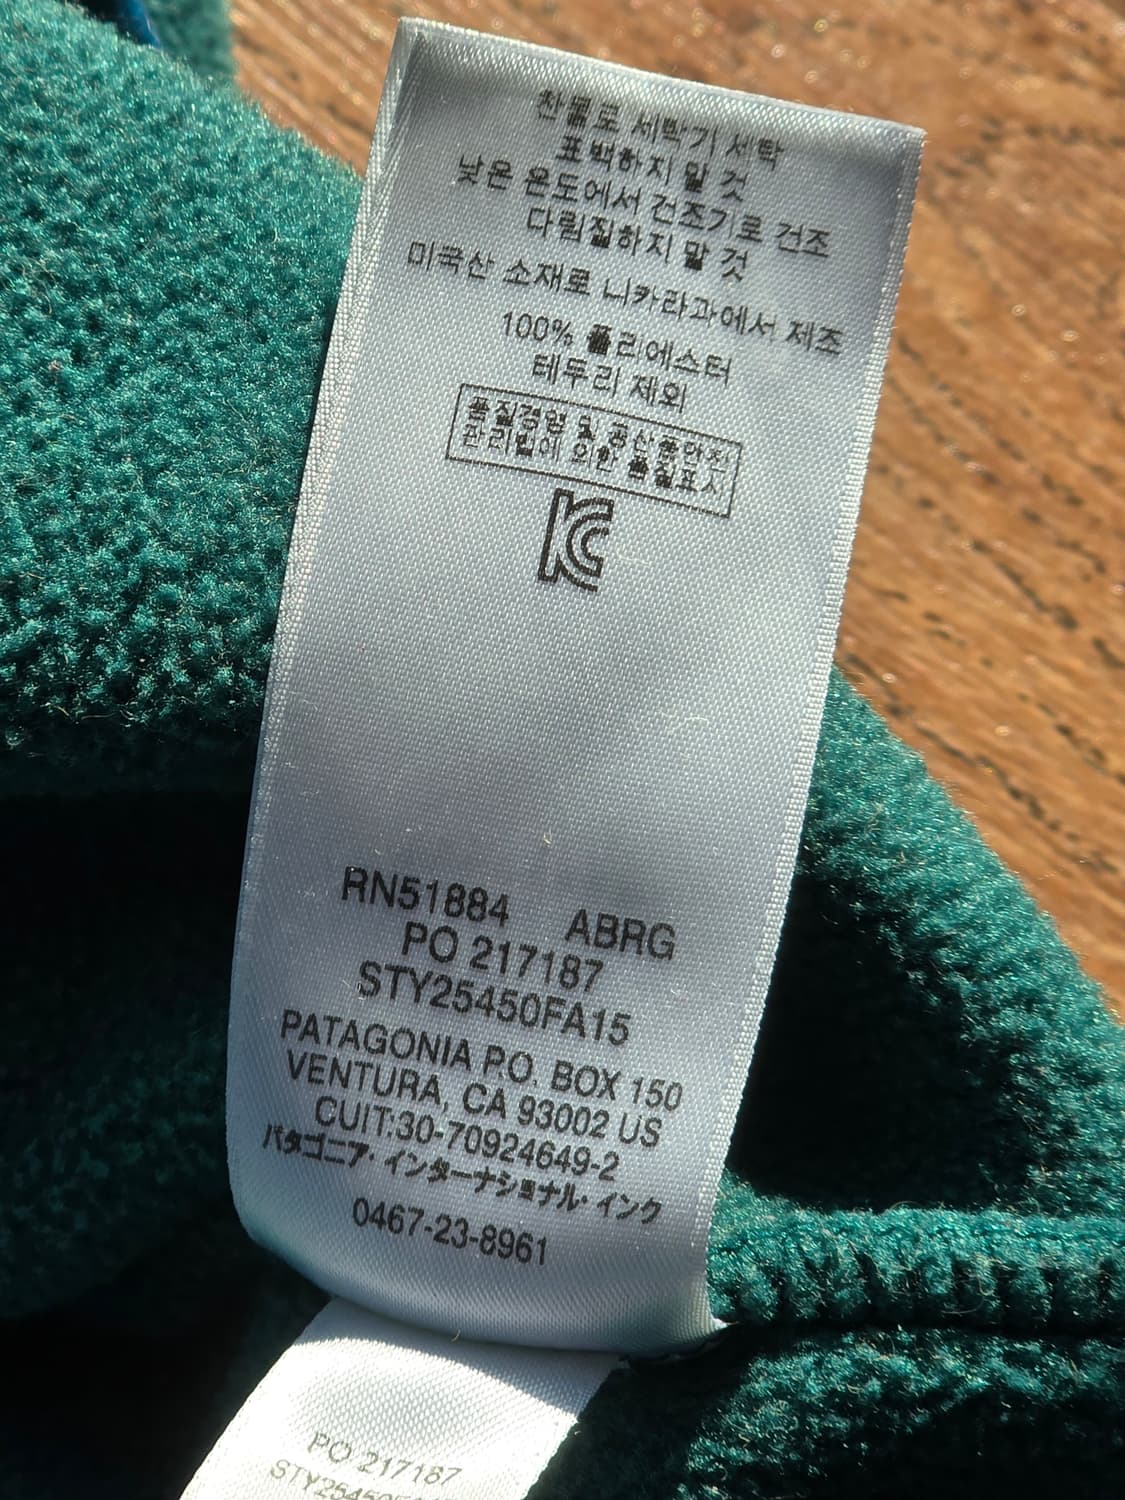 찬물로 세탁기 세탁
표백하지 말 것
낮은 온도에서 건조기로 건조
다림질하지 말 것
미국산 소재로 니카라과에서 제조
100% 폴리에스터
테두리 제외
품질경영 및 공산품안전
관리법에 의한 품질표시
KC
RN51884 ABRG
PO 217187
STY25450FA15
PATAGONIA P.O. BOX 150
VENTURA, CA 93002 US
CUIT:30-70924649-2
パタゴニア・インターナショナル・インク
0467-23-8961
PO 217187